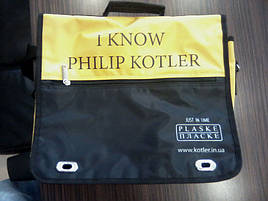 I KNOW
PHILIP KOTLER
JUST IN TIME
PLASKE
ПЛАСКЕ
www.kotler.in.ua